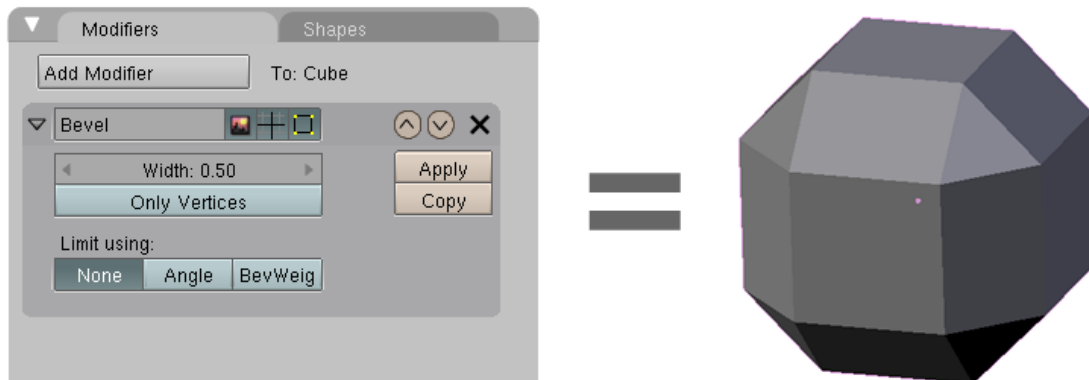 Modifiers Shapes
Add Modifier To: Cube
Bevel
Width: 0.50 Apply
Only Vertices Copy
Limit using:
None Angle BevWeig